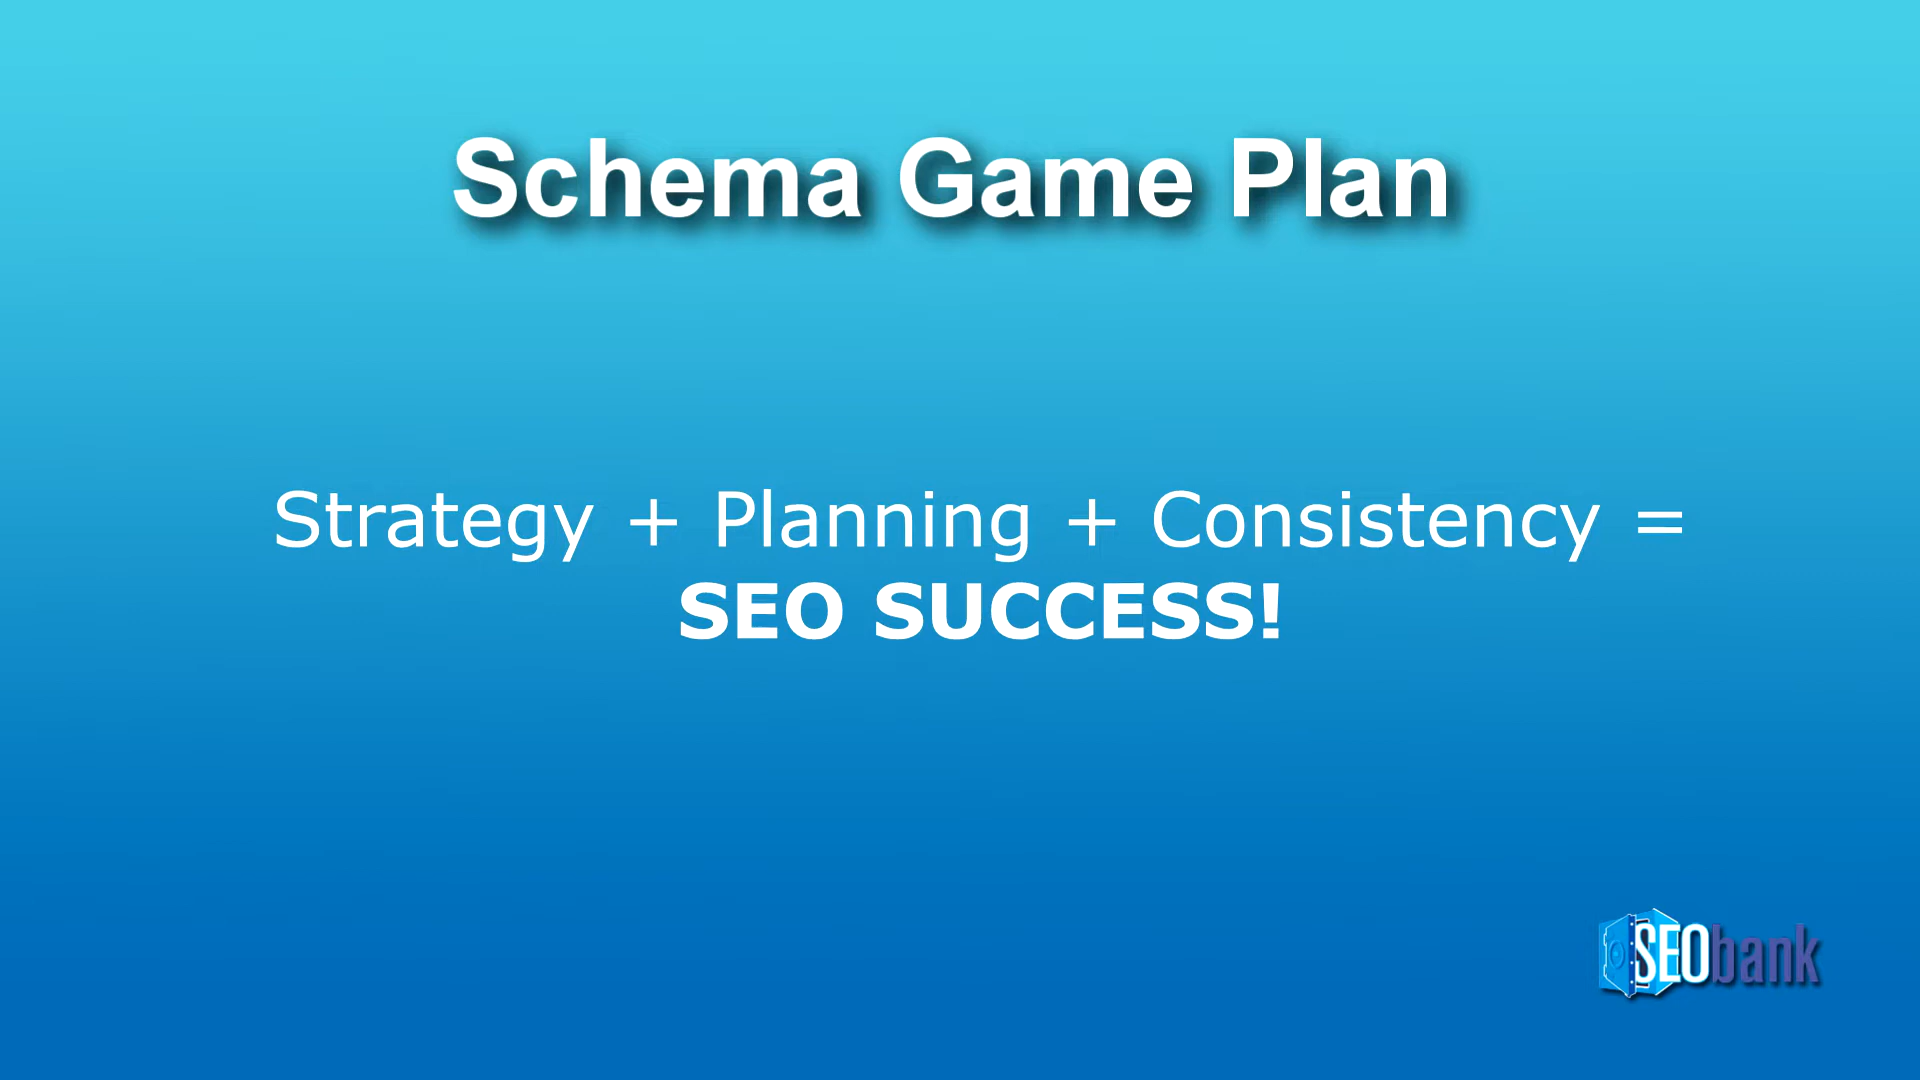 Schema Game Plan
Strategy + Planning + Consistency =
SEO SUCCESS!
SEObank